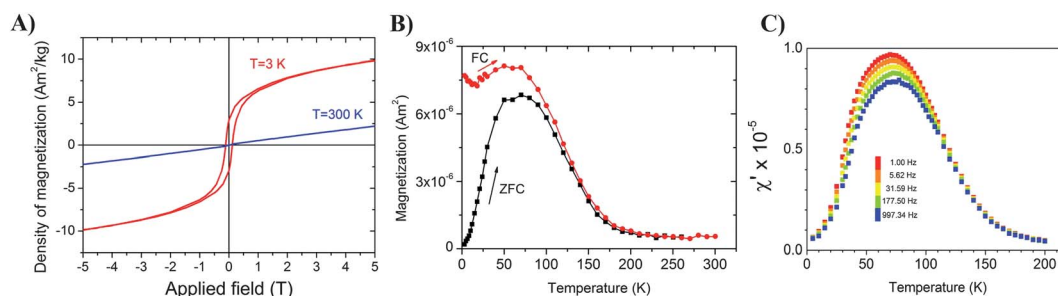 A)
Density of magnetization (Am²/kg)
10
5
0
-5
-10
T=3 K
T=300 K
-5 -4 -3 -2 -1 0 1 2 3 4 5
Applied field (T)
B)
Magnetization (Am²)
9x10⁻⁶
6x10⁻⁶
3x10⁻⁶
0
FC
ZFC
0 50 100 150 200 250 300
Temperature (K)
C)
χ' x 10⁻⁵
1.0
0.5
0.0
1.00 Hz
5.62 Hz
31.59 Hz
177.50 Hz
997.34 Hz
0 50 100 150 200
Temperature (K)